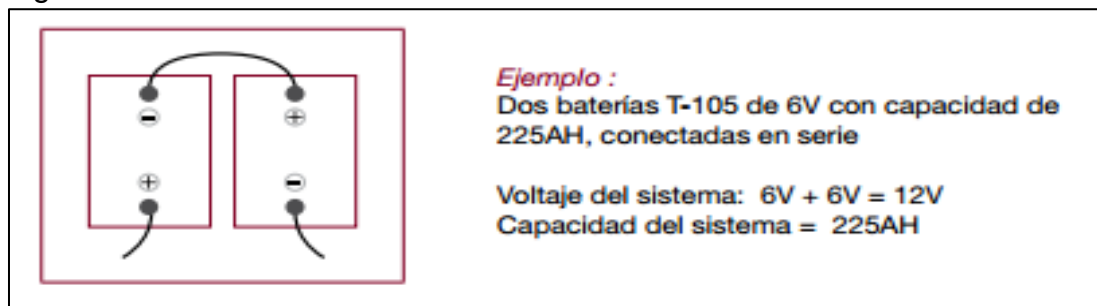 ⊖
⊕
⊕
⊖
Ejemplo :
Dos baterías T-105 de 6V con capacidad de
225AH, conectadas en serie
Voltaje del sistema: 6V + 6V = 12V
Capacidad del sistema = 225AH